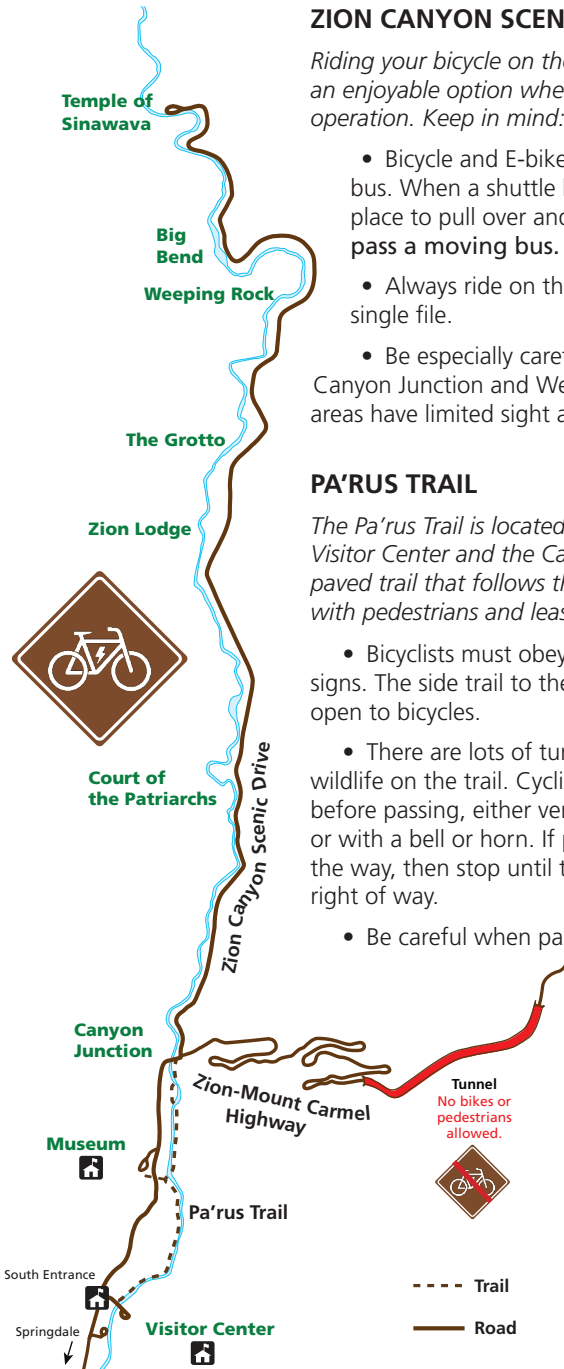 ZION CANYON SCEN
Riding your bicycle on the
an enjoyable option whe
operation. Keep in mind:
• Bicycle and E-bike
bus. When a shuttle
place to pull over and
pass a moving bus.
• Always ride on th
single file.
• Be especially caref
Canyon Junction and We
areas have limited sight a
PA'RUS TRAIL
The Pa'rus Trail is located
Visitor Center and the Ca
paved trail that follows th
with pedestrians and leas
• Bicyclists must obey
signs. The side trail to the
open to bicycles.
• There are lots of tur
wildlife on the trail. Cycli
before passing, either ver
or with a bell or horn. If p
the way, then stop until t
right of way.
• Be careful when pa
Temple of
Sinawava
Big
Bend
Weeping Rock
The Grotto
Zion Lodge
Court of
the Patriarchs
Zion Canyon Scenic Drive
Canyon
Junction
Zion-Mount Carmel
Highway
Tunnel
No bikes or
pedestrians
allowed.
Museum
Pa'rus Trail
South Entrance
Springdale
Visitor Center
Trail
Road